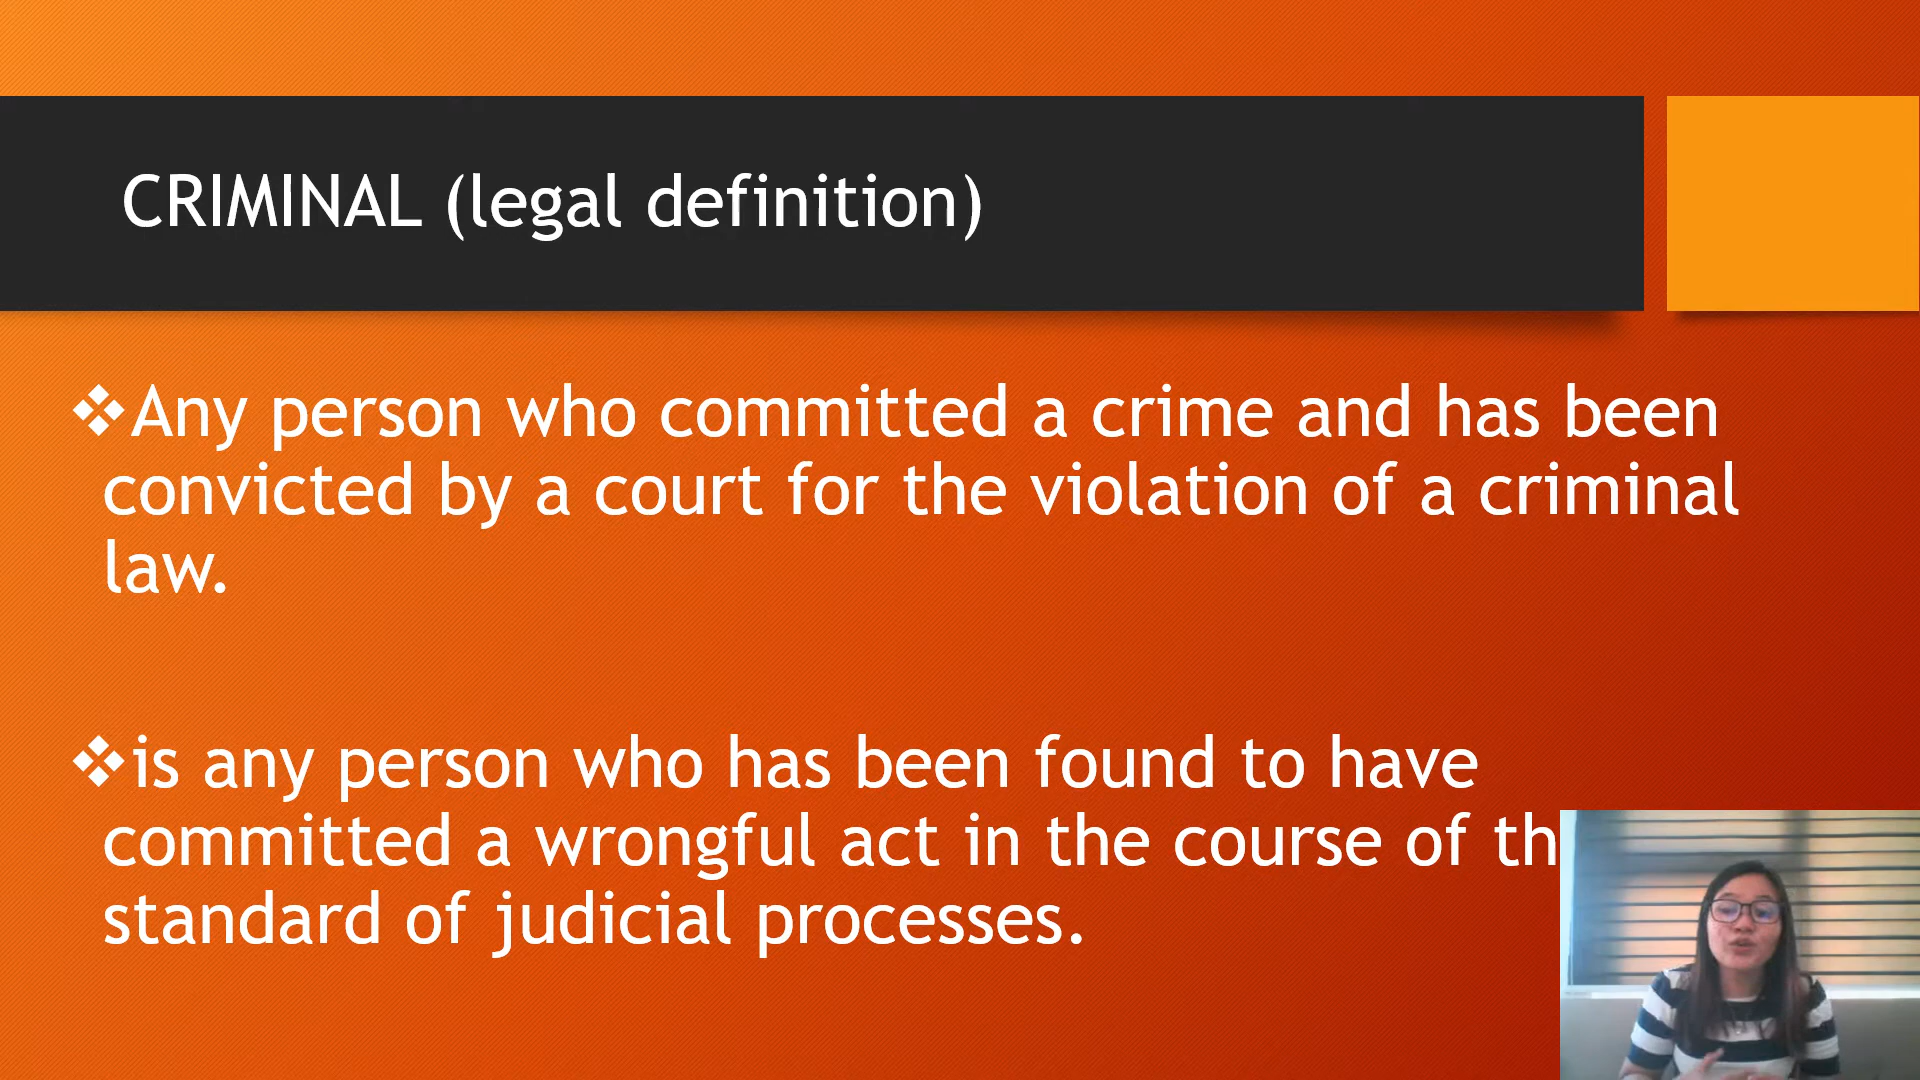 CRIMINAL (legal definition)
❖Any person who committed a crime and has been
convicted by a court for the violation of a criminal
law.
❖is any person who has been found to have
committed a wrongful act in the course of
standard of judicial processes.